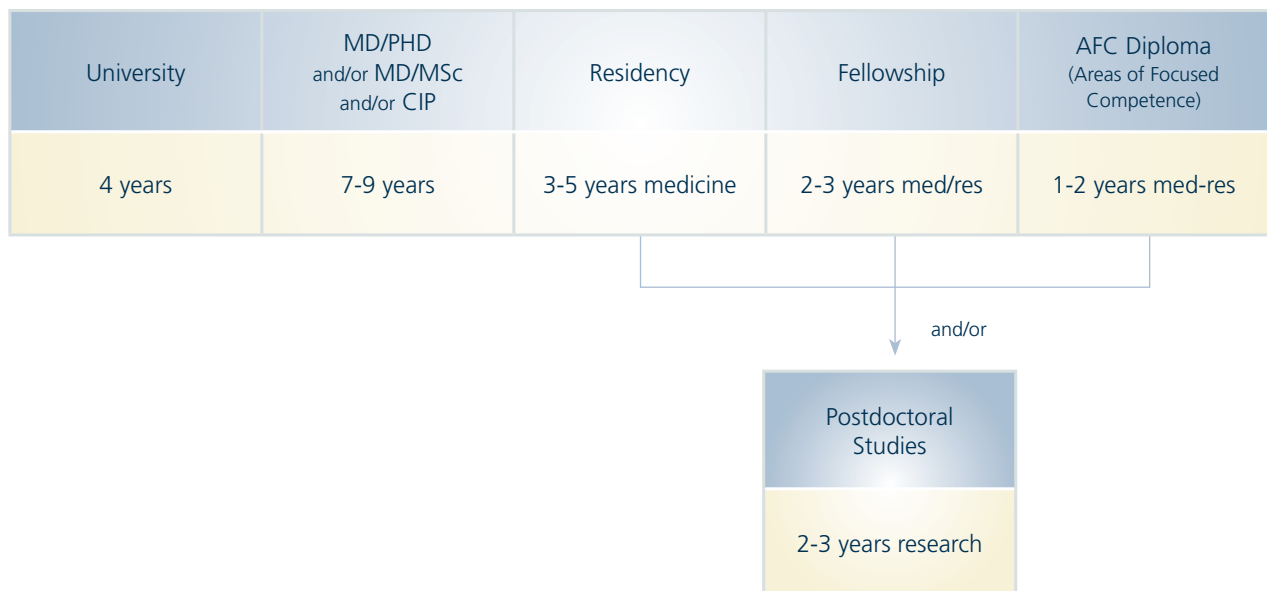 University
MD/PHD
and/or MD/MSc
and/or CIP
Residency
Fellowship
AFC Diploma
(Areas of Focused
Competence)
4 years
7-9 years
3-5 years medicine
2-3 years med/res
1-2 years med-res
and/or
Postdoctoral
Studies
2-3 years research